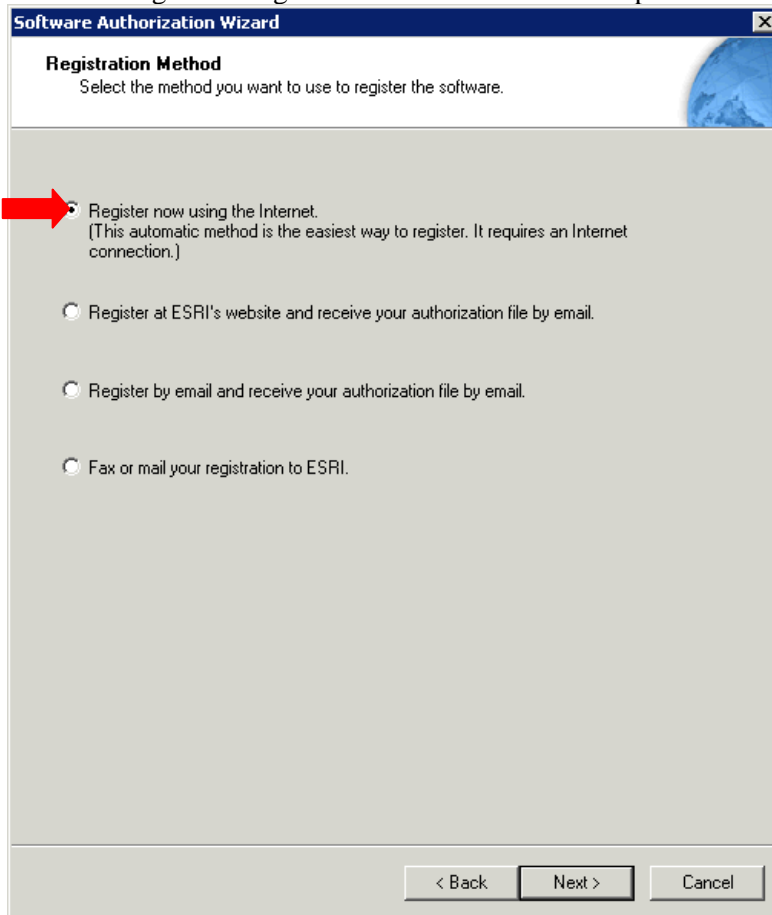 Software Authorization Wizard
Registration Method
Select the method you want to use to register the software.
Register now using the Internet.
(This automatic method is the easiest way to register. It requires an Internet
connection.)
Register at ESRI's website and receive your authorization file by email.
Register by email and receive your authorization file by email.
Fax or mail your registration to ESRI.
< Back
Next >
Cancel